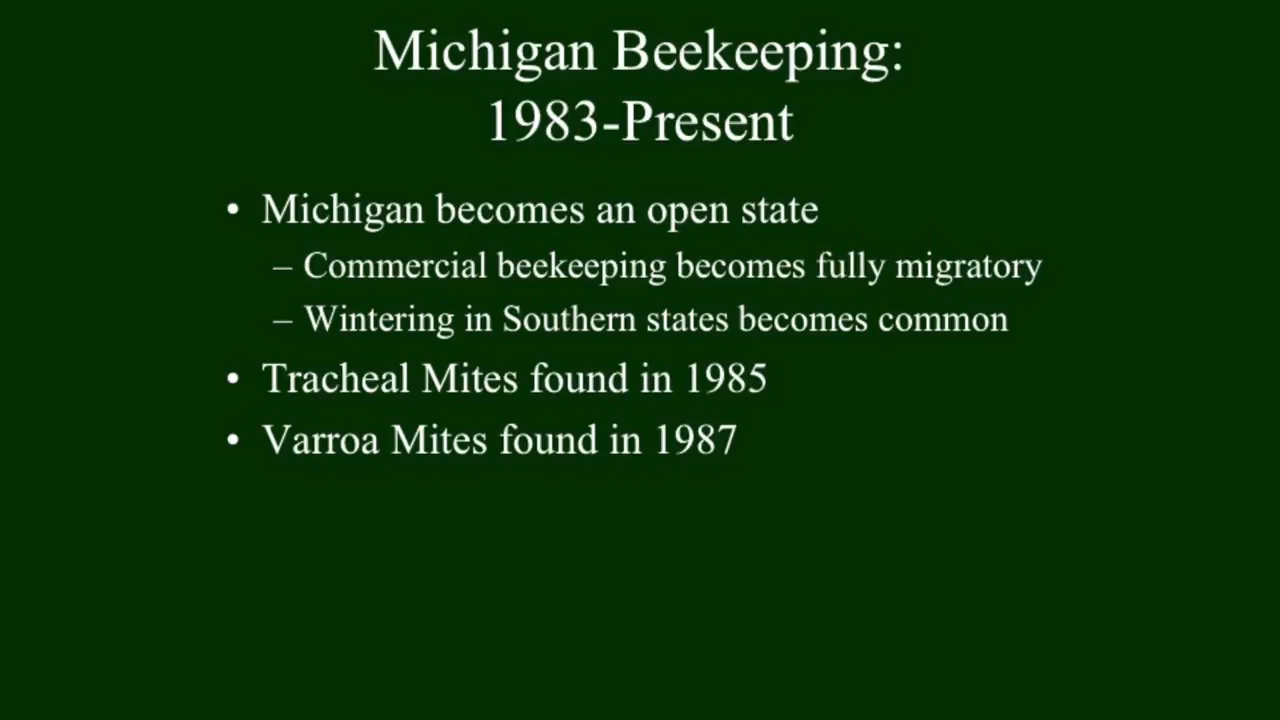 Michigan Beekeeping:
1983-Present
• Michigan becomes an open state
– Commercial beekeeping becomes fully migratory
– Wintering in Southern states becomes common
• Tracheal Mites found in 1985
• Varroa Mites found in 1987